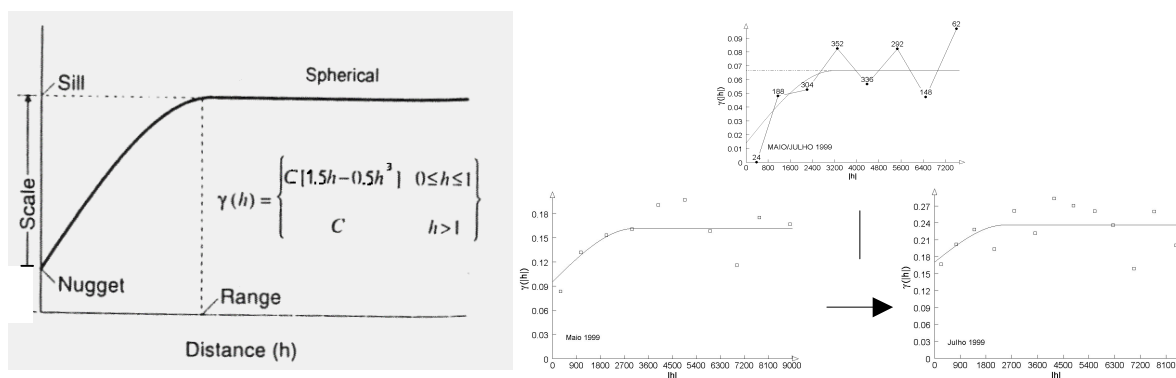 Sill
Spherical
Scale
γ(h) = { C[1.5h−0.5h³] 0≤h≤1
C h>1 }
Nugget
Range
Distance (h)
0.09
0.08
0.07
0.06
0.05
0.04
0.03
0.02
0.01
0
γ(|h|)
24
188
304
352
336
292
148
62
MAIO/JULHO 1999
0 800 1600 2400 3200 4000 4800 5600 6400 7200
|h|
0.18
0.15
0.12
0.09
0.06
0.03
0
γ(|h|)
Maio 1999
0 900 1800 2700 3600 4500 5400 6300 7200 8100 9000
|h|
0.27
0.24
0.21
0.18
0.15
0.12
0.09
0.06
0.03
0
γ(|h|)
Julho 1999
0 900 1800 2700 3600 4500 5400 6300 7200
|h|